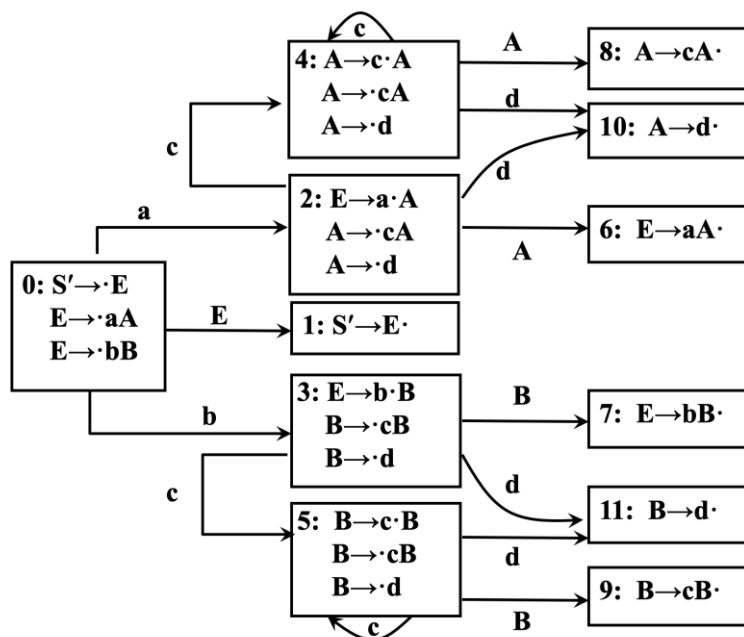 c
4: A→c·A
A→·cA
A→·d
A
8: A→cA·
d
10: A→d·
c
d
2: E→a·A
A→·cA
A→·d
a
A
6: E→aA·
0: S′→·E
E→·aA
E→·bB
E
1: S′→E·
b
3: E→b·B
B→·cB
B→·d
B
7: E→bB·
c
d
11: B→d·
5: B→c·B
B→·cB
B→·d
d
9: B→cB·
B
c